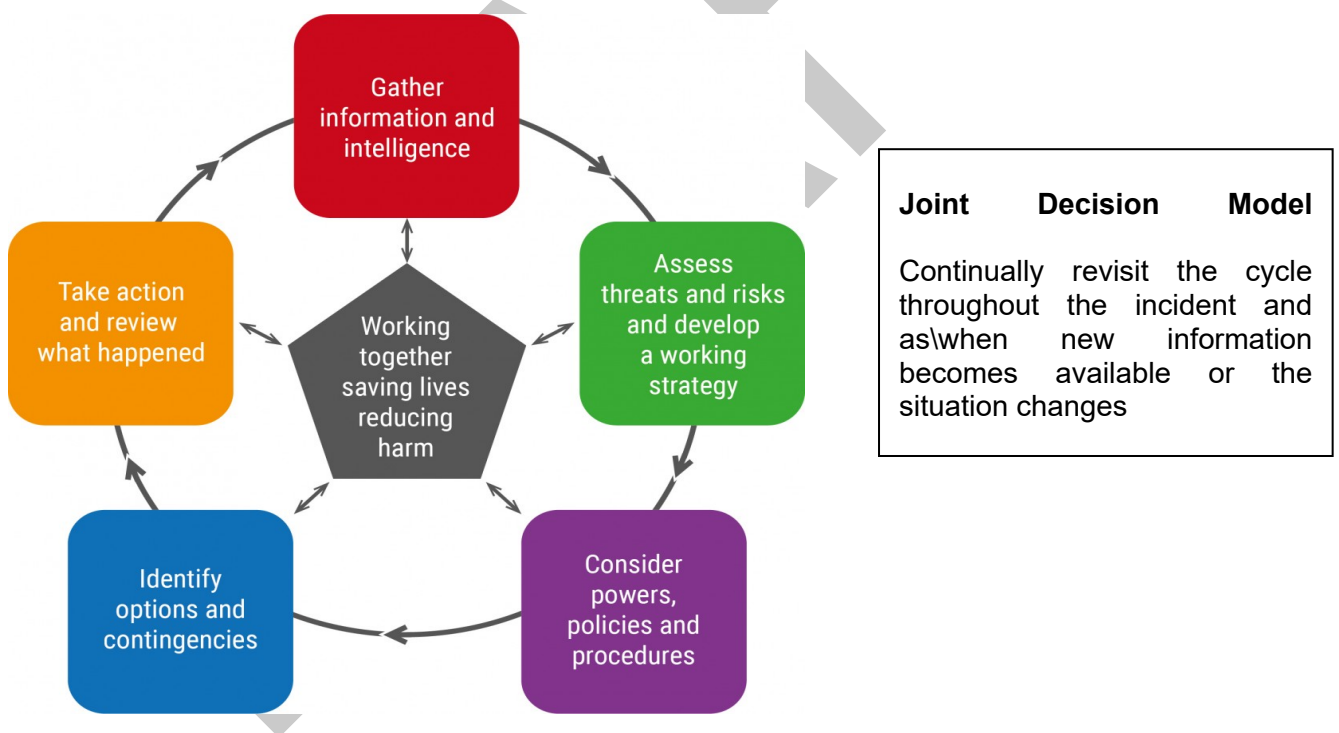 Gather
information and
intelligence
Assess
threats and risks
and develop
a working
strategy
Consider
powers,
policies and
procedures
Identify
options and
contingencies
Take action
and review
what happened
Working
together
saving lives
reducing
harm
Joint Decision Model
Continually revisit the cycle
throughout the incident and
as\when new information
becomes available or the
situation changes